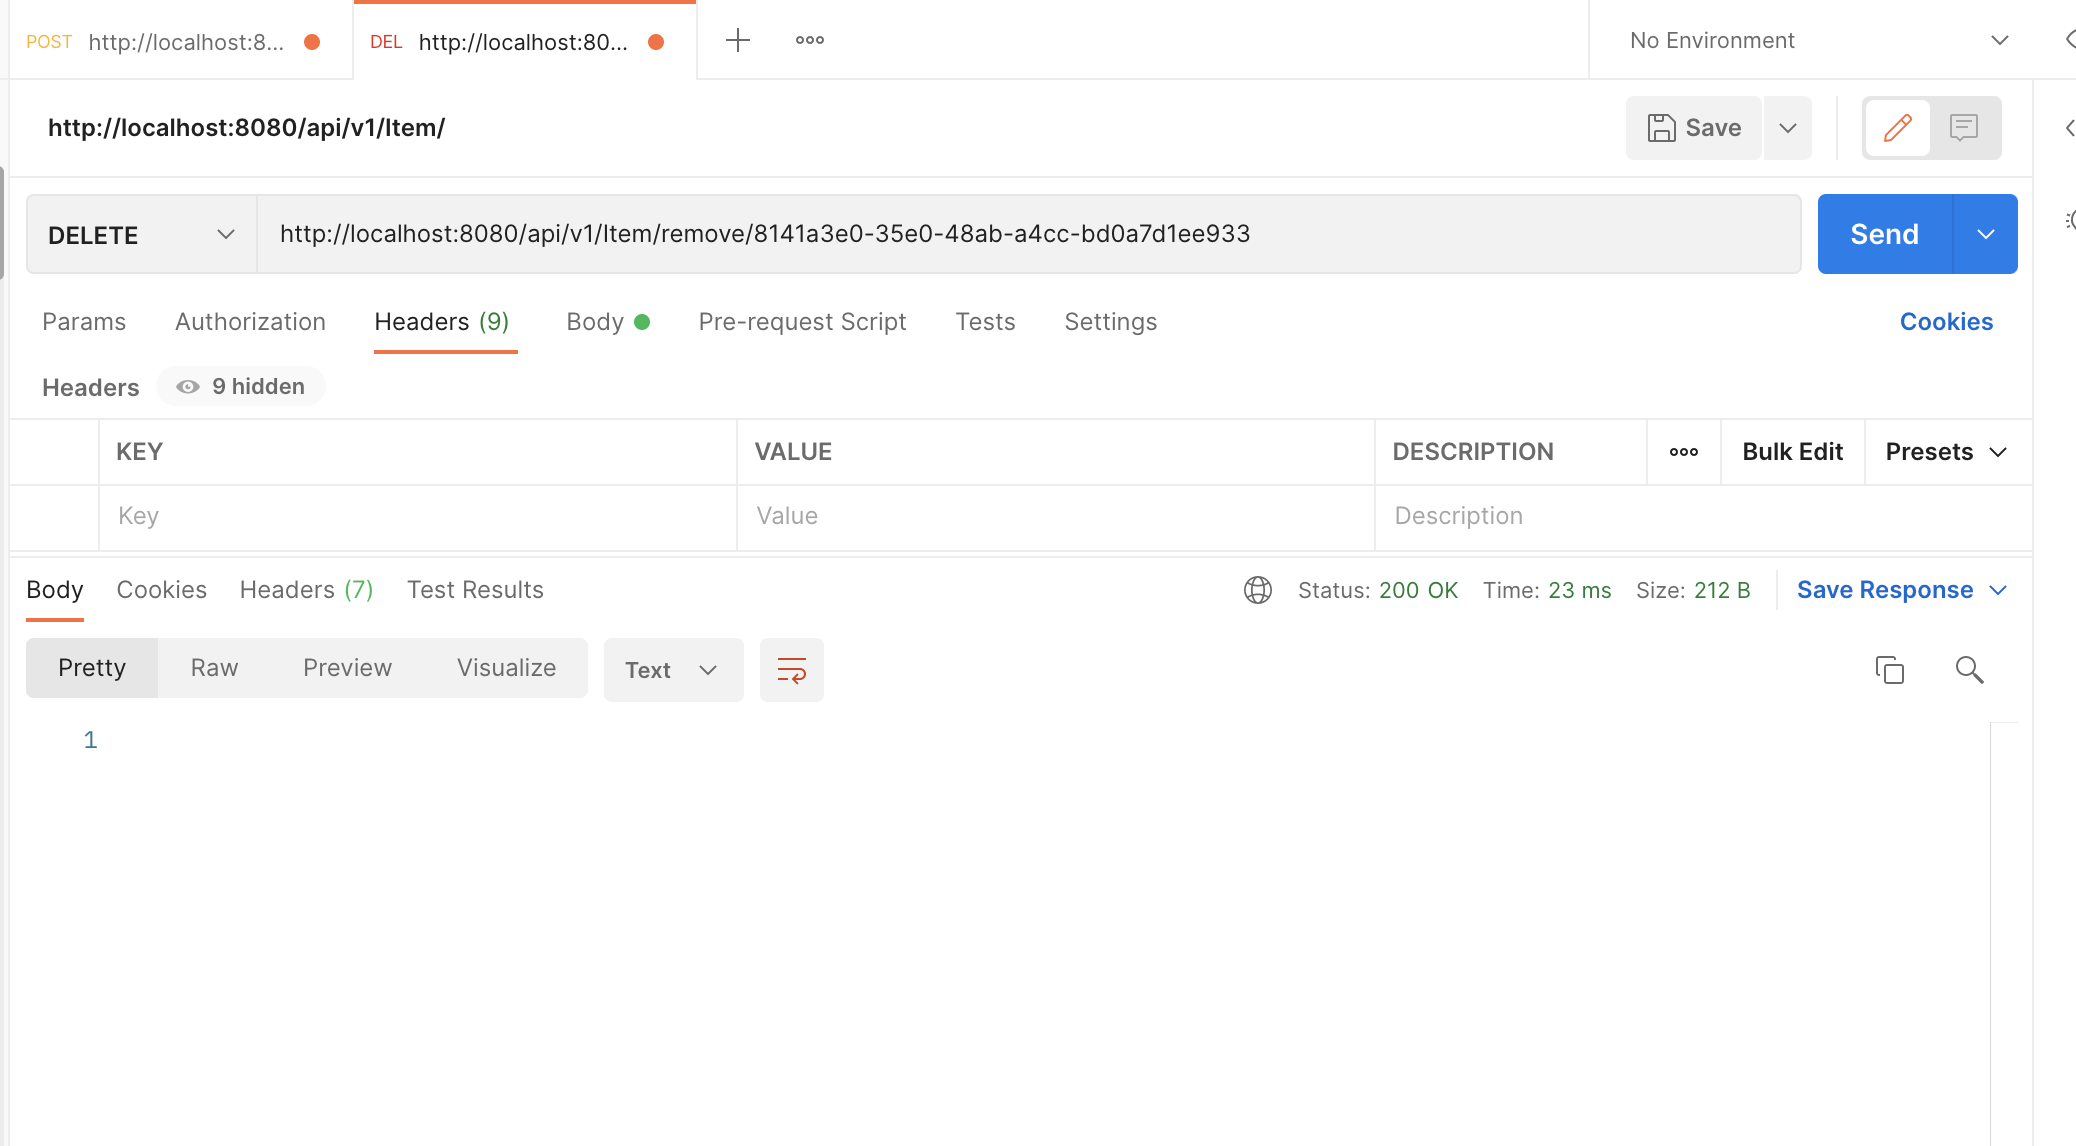 POST http://localhost:8... DEL http://localhost:80... No Environment
http://localhost:8080/api/v1/Item/ Save
DELETE http://localhost:8080/api/v1/Item/remove/8141a3e0-35e0-48ab-a4cc-bd0a7d1ee933 Send
Params Authorization Headers (9) Body Pre-request Script Tests Settings Cookies
Headers 9 hidden
KEY VALUE DESCRIPTION Bulk Edit Presets
Key Value Description
Body Cookies Headers (7) Test Results Status: 200 OK Time: 23 ms Size: 212 B Save Response
Pretty Raw Preview Visualize Text
1